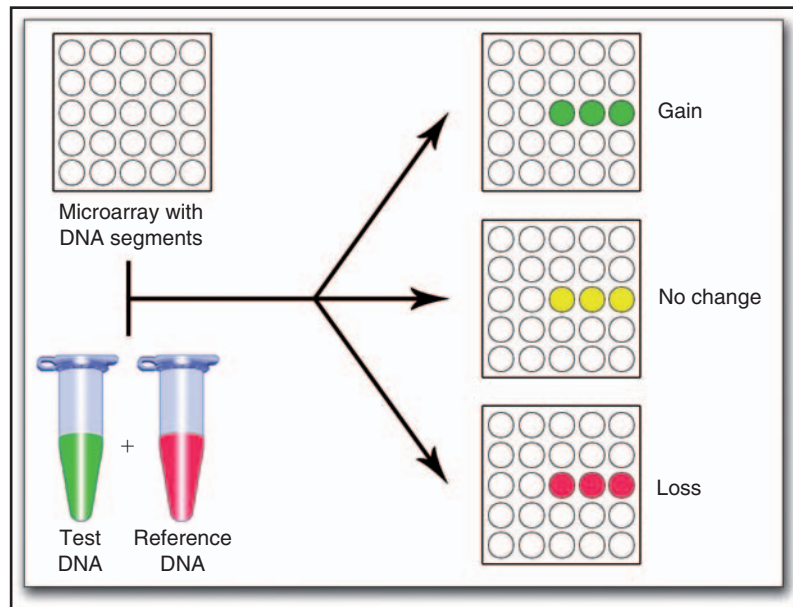 Microarray with
DNA segments
+
Test
DNA
Reference
DNA
Gain
No change
Loss